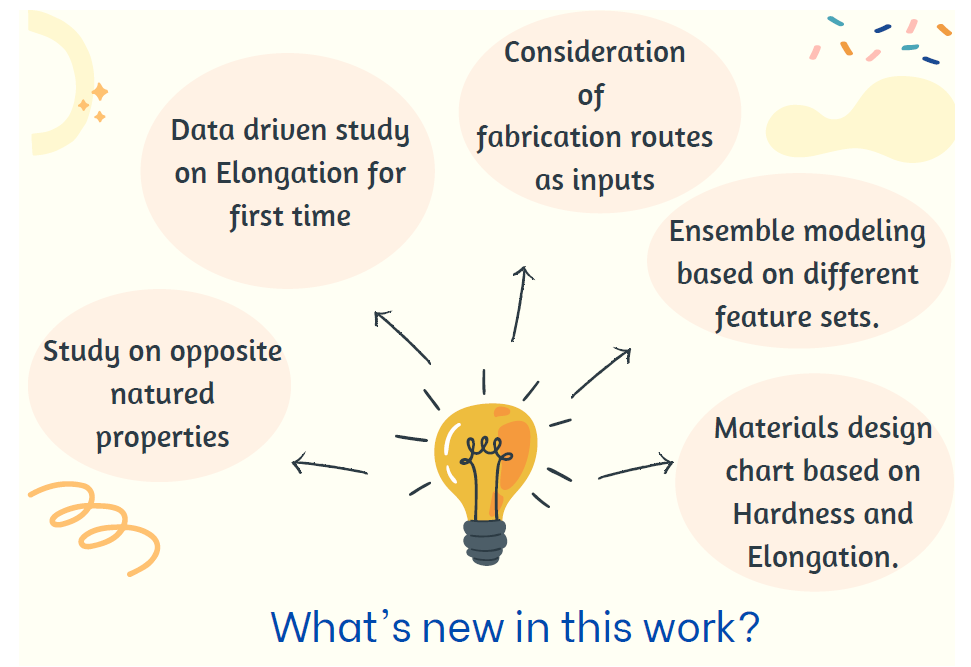 Consideration
of
fabrication routes
as inputs
Data driven study
on Elongation for
first time
Ensemble modeling
based on different
feature sets.
Study on opposite
natured
properties
Materials design
chart based on
Hardness and
Elongation.
What's new in this work?